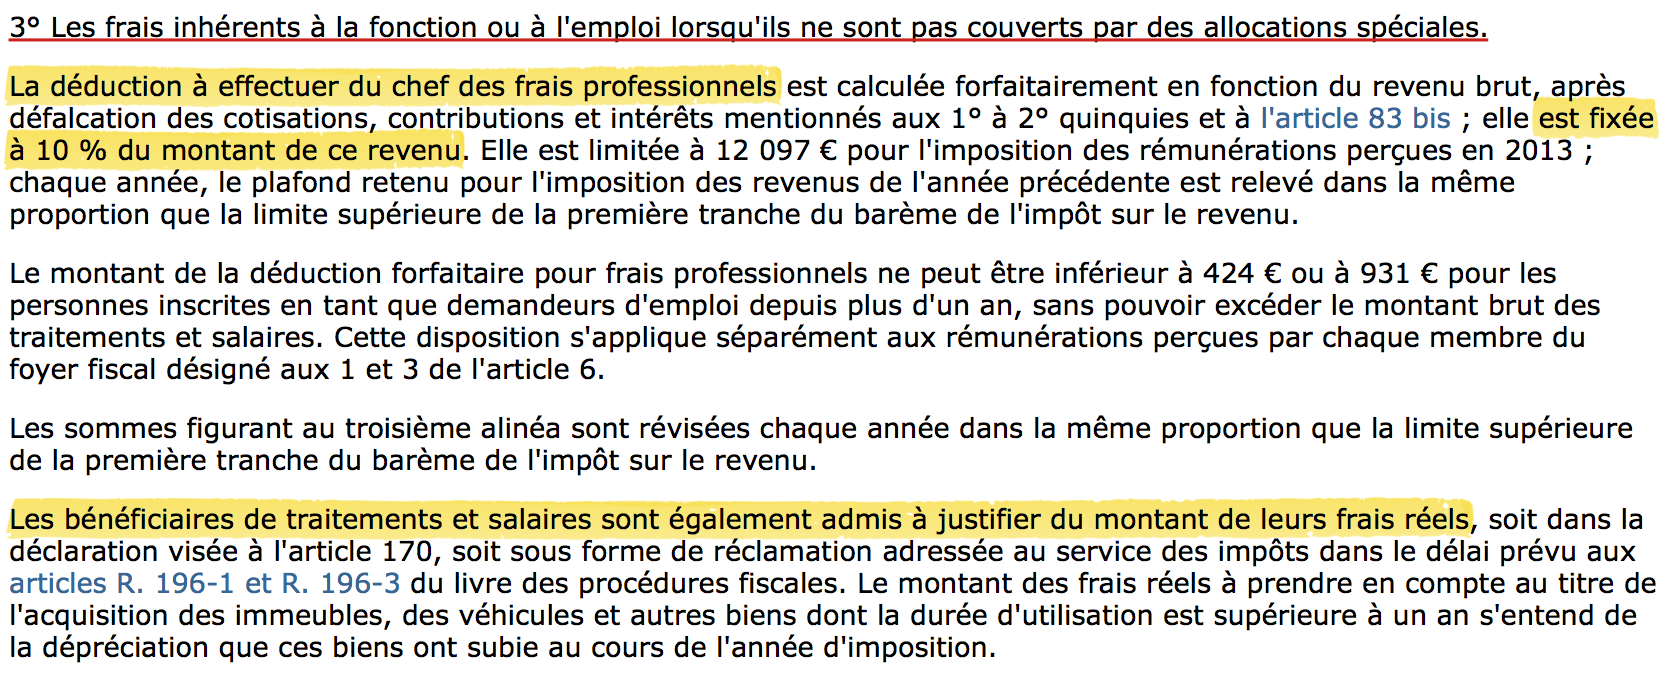 3° Les frais inhérents à la fonction ou à l'emploi lorsqu'ils ne sont pas couverts par des allocations spéciales.
La déduction à effectuer du chef des frais professionnels est calculée forfaitairement en fonction du revenu brut, après
défalcation des cotisations, contributions et intérêts mentionnés aux 1° à 2° quinquies et à l'article 83 bis ; elle est fixée
à 10 % du montant de ce revenu. Elle est limitée à 12 097 € pour l'imposition des rémunérations perçues en 2013 ;
chaque année, le plafond retenu pour l'imposition des revenus de l'année précédente est relevé dans la même
proportion que la limite supérieure de la première tranche du barème de l'impôt sur le revenu.
Le montant de la déduction forfaitaire pour frais professionnels ne peut être inférieur à 424 € ou à 931 € pour les
personnes inscrites en tant que demandeurs d'emploi depuis plus d'un an, sans pouvoir excéder le montant brut des
traitements et salaires. Cette disposition s'applique séparément aux rémunérations perçues par chaque membre du
foyer fiscal désigné aux 1 et 3 de l'article 6.
Les sommes figurant au troisième alinéa sont révisées chaque année dans la même proportion que la limite supérieure
de la première tranche du barème de l'impôt sur le revenu.
Les bénéficiaires de traitements et salaires sont également admis à justifier du montant de leurs frais réels, soit dans la
déclaration visée à l'article 170, soit sous forme de réclamation adressée au service des impôts dans le délai prévu aux
articles R. 196-1 et R. 196-3 du livre des procédures fiscales. Le montant des frais réels à prendre en compte au titre de
l'acquisition des immeubles, des véhicules et autres biens dont la durée d'utilisation est supérieure à un an s'entend de
la dépréciation que ces biens ont subie au cours de l'année d'imposition.